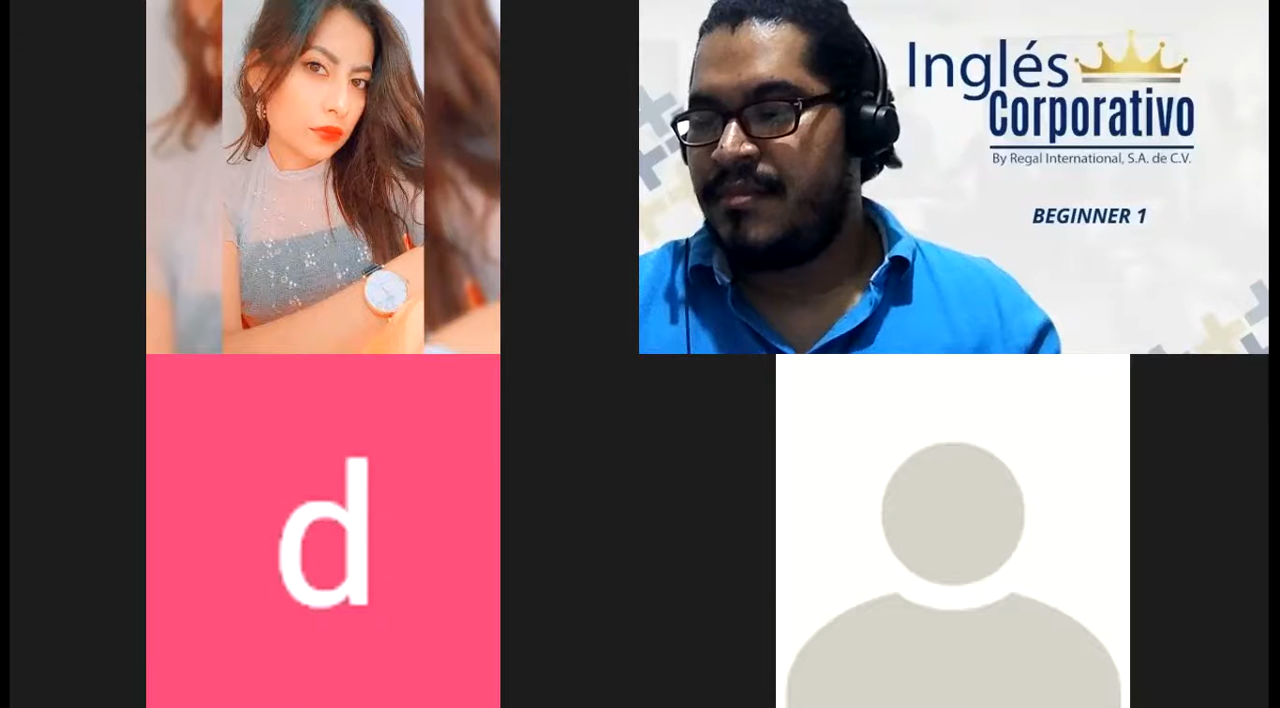 Inglés
Corporativo
By Regal International, S.A. de C.V.
BEGINNER 1
d